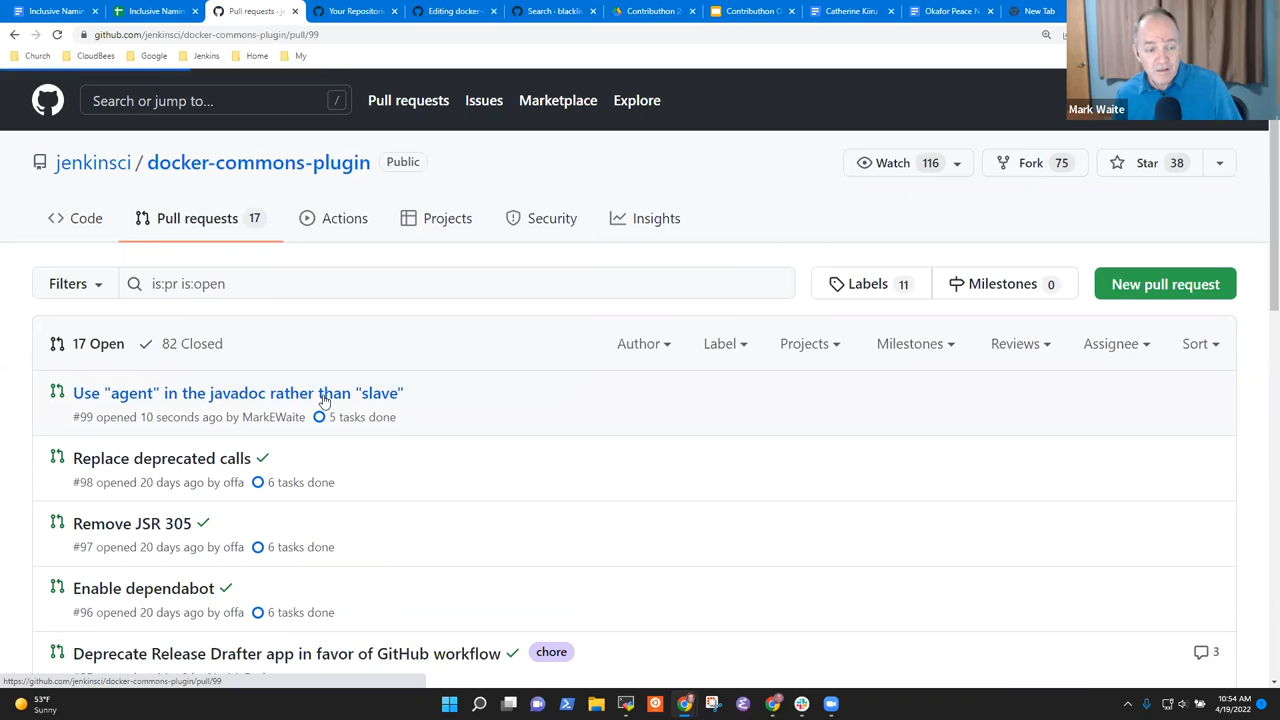 Inclusive Namin
Inclusive Namin
Pull requests · je
Your Repositorie
Editing docker-
Search · blacklis
Contributhon 2
Contributhon O
Catherine Kiiru
Okafor Peace N
New Tab
github.com/jenkinsci/docker-commons-plugin/pull/99
Church
CloudBees
Google
Jenkins
Home
My
Mark Waite
Search or jump to...
/
Pull requests
Issues
Marketplace
Explore
jenkinsci / docker-commons-plugin
Public
Watch 116
Fork 75
Star 38
Code
Pull requests 17
Actions
Projects
Security
Insights
Filters
is:pr is:open
Labels 11
Milestones 0
New pull request
17 Open
82 Closed
Author
Label
Projects
Milestones
Reviews
Assignee
Sort
Use "agent" in the javadoc rather than "slave"
#99 opened 10 seconds ago by MarkEWaite 5 tasks done
Replace deprecated calls
#98 opened 20 days ago by offa 6 tasks done
Remove JSR 305
#97 opened 20 days ago by offa 6 tasks done
Enable dependabot
#96 opened 20 days ago by offa 6 tasks done
Deprecate Release Drafter app in favor of GitHub workflow
chore
3
https://github.com/jenkinsci/docker-commons-plugin/pull/99
53°F
Sunny
10:54 AM
4/19/2022